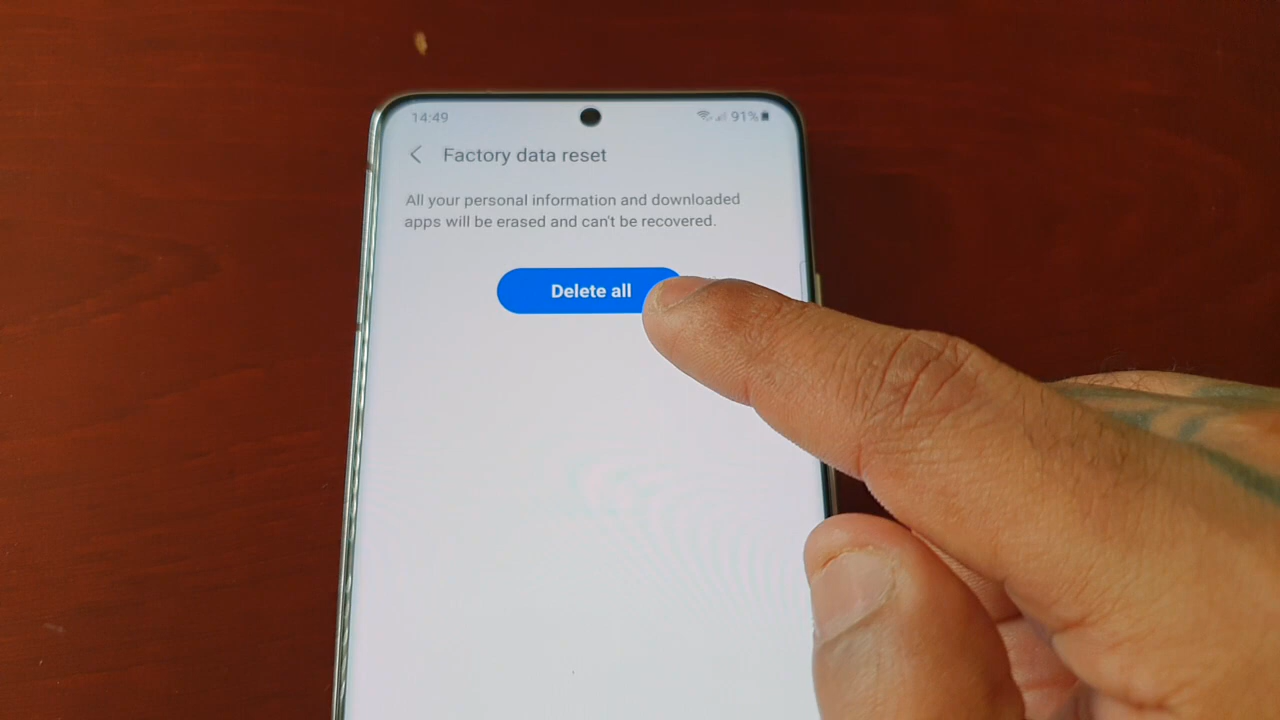 14:49
91%
Factory data reset
All your personal information and downloaded
apps will be erased and can't be recovered.
Delete all